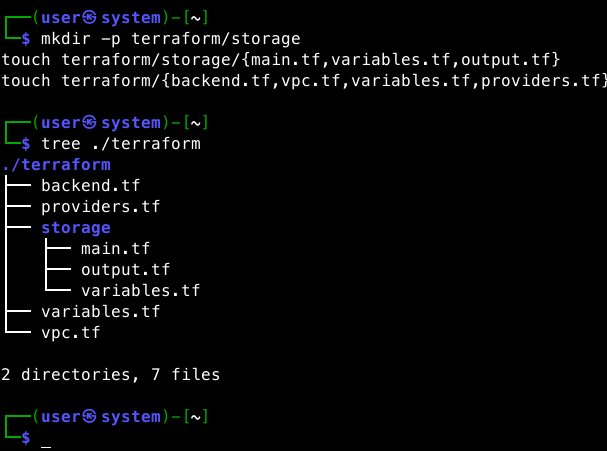 ┌──(user㉿system)-[~]
└─$ mkdir -p terraform/storage
touch terraform/storage/{main.tf,variables.tf,output.tf}
touch terraform/{backend.tf,vpc.tf,variables.tf,providers.tf}
┌──(user㉿system)-[~]
└─$ tree ./terraform
./terraform
├── backend.tf
├── providers.tf
├── storage
│   ├── main.tf
│   ├── output.tf
│   └── variables.tf
├── variables.tf
└── vpc.tf
2 directories, 7 files
┌──(user㉿system)-[~]
└─$ _